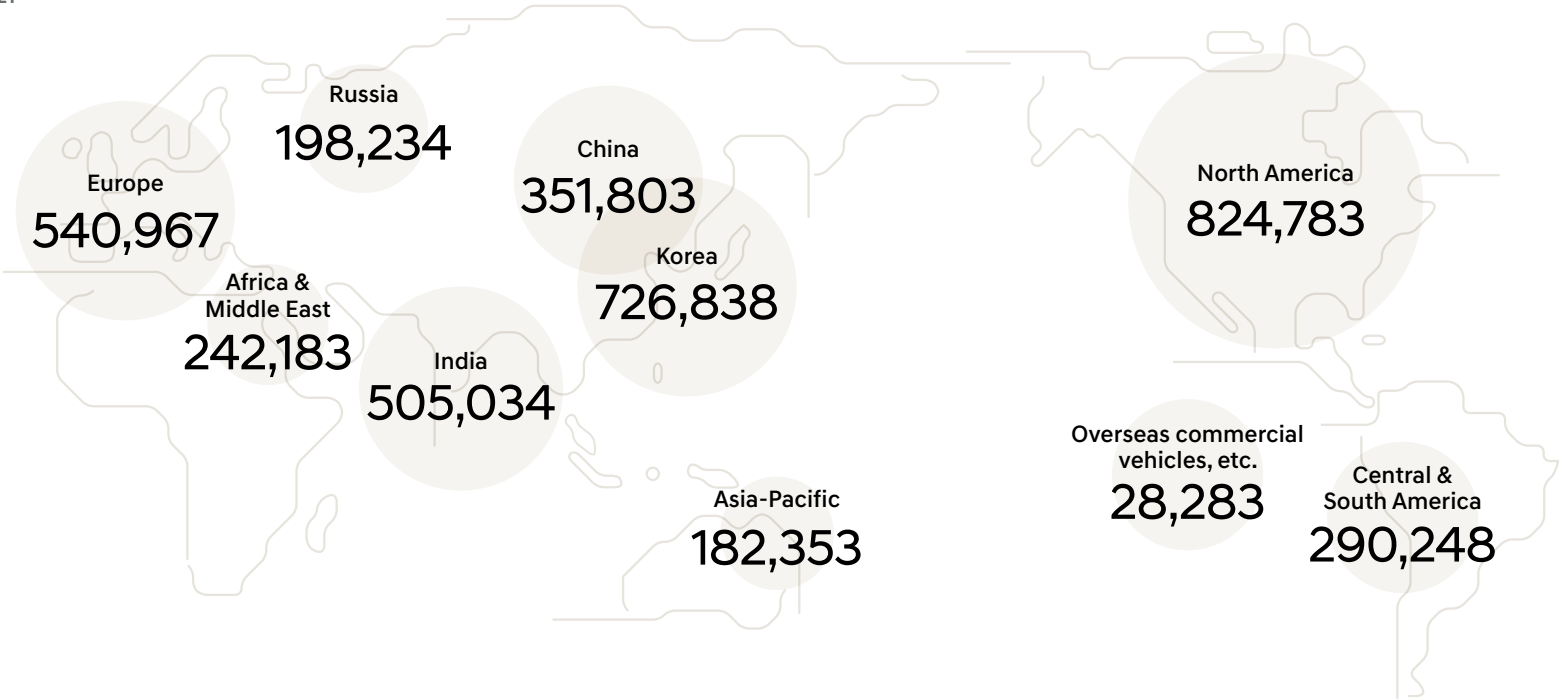 Russia
198,234
China
351,803
Europe
540,967
Korea
726,838
North America
824,783
Africa &
Middle East
242,183
India
505,034
Asia-Pacific
182,353
Overseas commercial
vehicles, etc.
28,283
Central &
South America
290,248